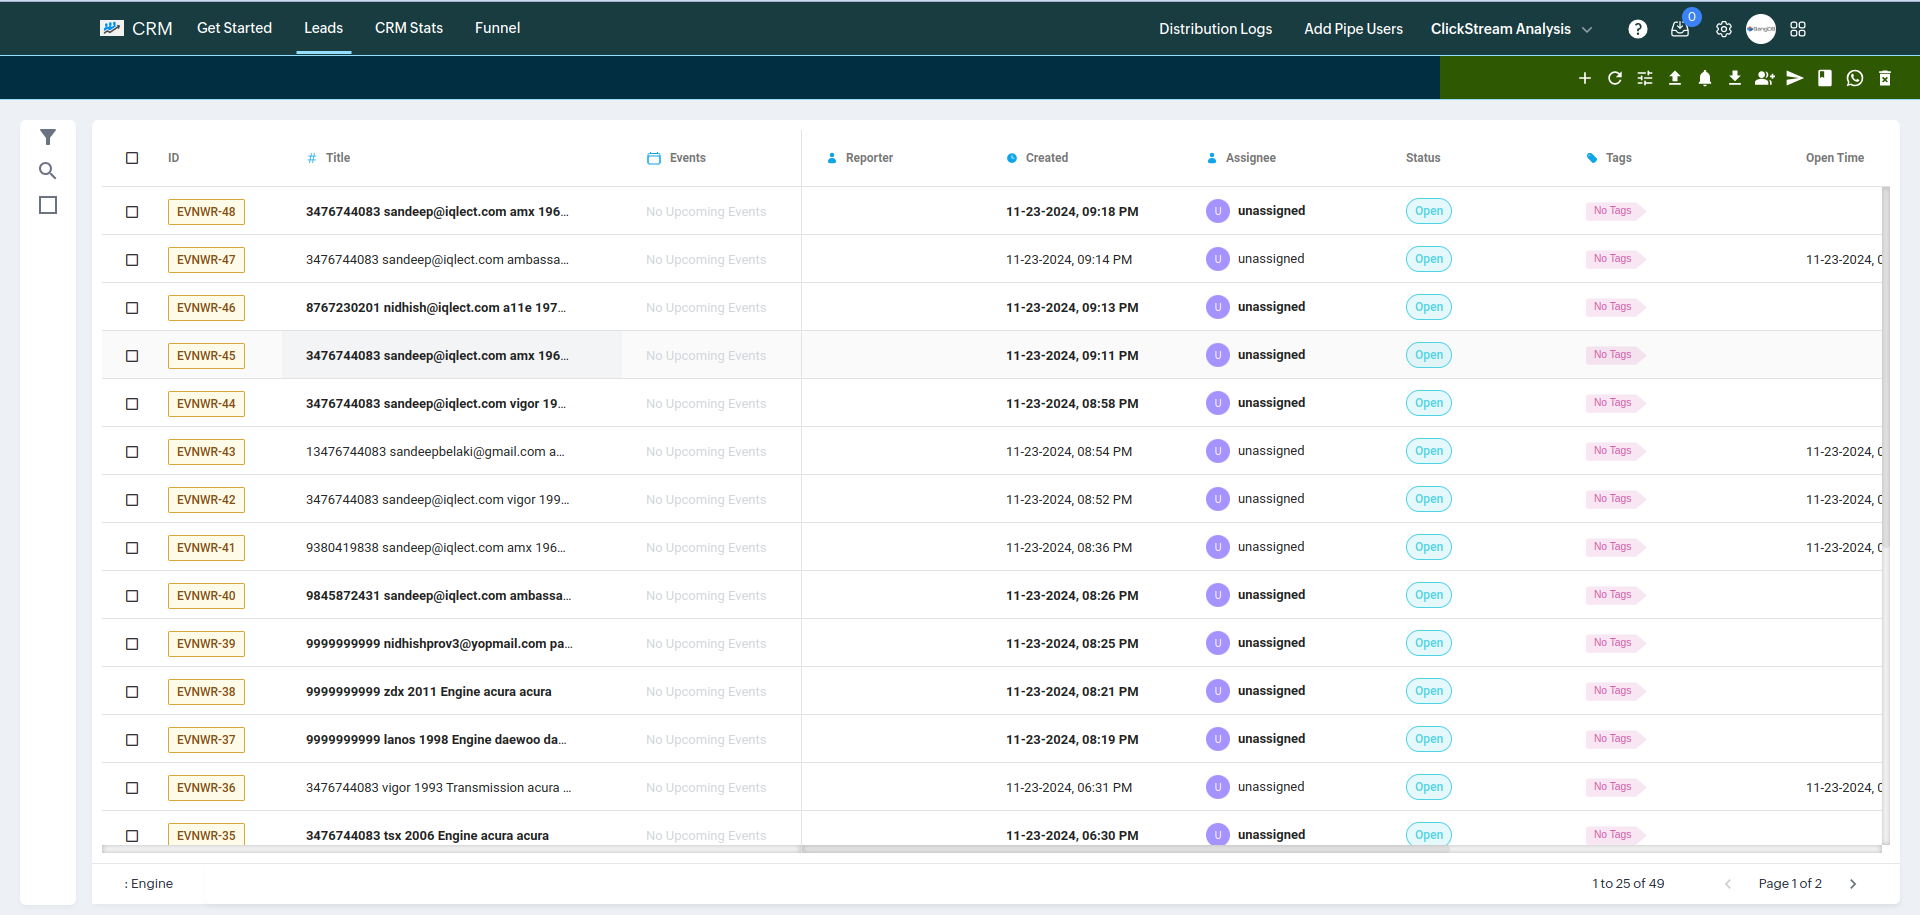 CRM Get Started Leads CRM Stats Funnel Distribution Logs Add Pipe Users ClickStream Analysis ? 0
ID # Title Events Reporter Created Assignee Status Tags Open Time
EVNWR-48 3476744083 sandeep@iqlect.com amx 196... No Upcoming Events 11-23-2024, 09:18 PM U unassigned Open No Tags
EVNWR-47 3476744083 sandeep@iqlect.com ambassa... No Upcoming Events 11-23-2024, 09:14 PM U unassigned Open No Tags 11-23-2024, 0
EVNWR-46 8767230201 nidhish@iqlect.com a11e 197... No Upcoming Events 11-23-2024, 09:13 PM U unassigned Open No Tags
EVNWR-45 3476744083 sandeep@iqlect.com amx 196... No Upcoming Events 11-23-2024, 09:11 PM U unassigned Open No Tags
EVNWR-44 3476744083 sandeep@iqlect.com vigor 19... No Upcoming Events 11-23-2024, 08:58 PM U unassigned Open No Tags
EVNWR-43 13476744083 sandeepbelaki@gmail.com a... No Upcoming Events 11-23-2024, 08:54 PM U unassigned Open No Tags 11-23-2024, 0
EVNWR-42 3476744083 sandeep@iqlect.com vigor 199... No Upcoming Events 11-23-2024, 08:52 PM U unassigned Open No Tags 11-23-2024, 0
EVNWR-41 9380419838 sandeep@iqlect.com amx 196... No Upcoming Events 11-23-2024, 08:36 PM U unassigned Open No Tags 11-23-2024, 0
EVNWR-40 9845872431 sandeep@iqlect.com ambassa... No Upcoming Events 11-23-2024, 08:26 PM U unassigned Open No Tags
EVNWR-39 9999999999 nidhishprov3@yopmail.com pa... No Upcoming Events 11-23-2024, 08:25 PM U unassigned Open No Tags
EVNWR-38 9999999999 zdx 2011 Engine acura acura No Upcoming Events 11-23-2024, 08:21 PM U unassigned Open No Tags
EVNWR-37 9999999999 lanos 1998 Engine daewoo da... No Upcoming Events 11-23-2024, 08:19 PM U unassigned Open No Tags
EVNWR-36 3476744083 vigor 1993 Transmission acura ... No Upcoming Events 11-23-2024, 06:31 PM U unassigned Open No Tags 11-23-2024, 0
EVNWR-35 3476744083 tsx 2006 Engine acura acura No Upcoming Events 11-23-2024, 06:30 PM U unassigned Open No Tags
: Engine 1 to 25 of 49 Page 1 of 2